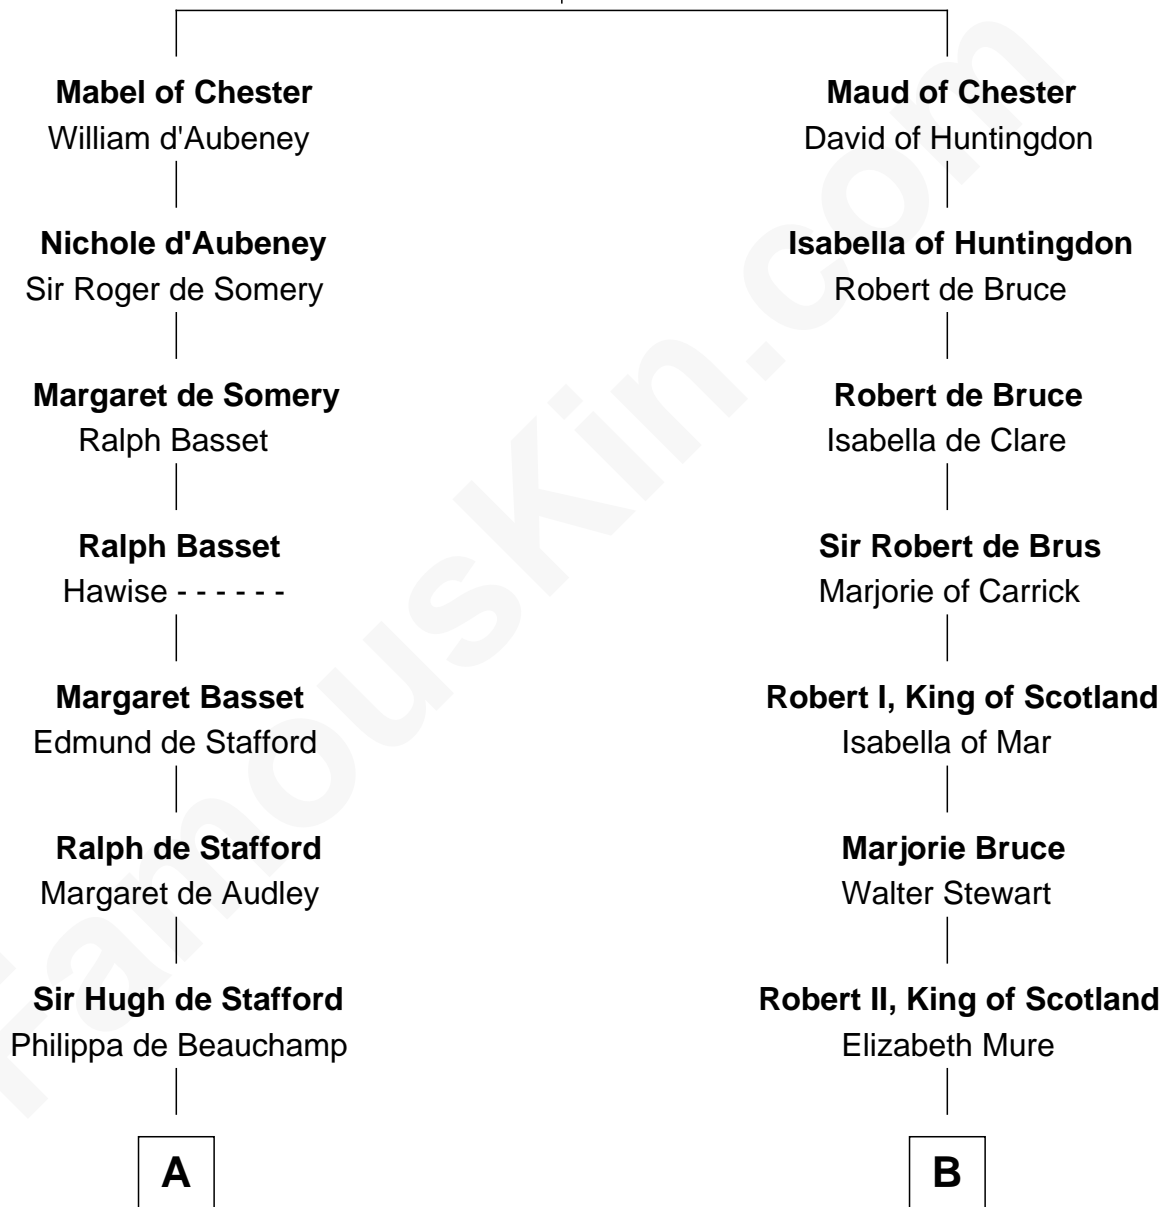 Mabel of Chester
William d'Aubeney
Nichole d'Aubeney
Sir Roger de Somery
Margaret de Somery
Ralph Basset
Ralph Basset
Hawise - - - - - -
Margaret Basset
Edmund de Stafford
Ralph de Stafford
Margaret de Audley
Sir Hugh de Stafford
Philippa de Beauchamp
A
Maud of Chester
David of Huntingdon
Isabella of Huntingdon
Robert de Bruce
Robert de Bruce
Isabella de Clare
Sir Robert de Brus
Marjorie of Carrick
Robert I, King of Scotland
Isabella of Mar
Marjorie Bruce
Walter Stewart
Robert II, King of Scotland
Elizabeth Mure
B
FamousKin.com